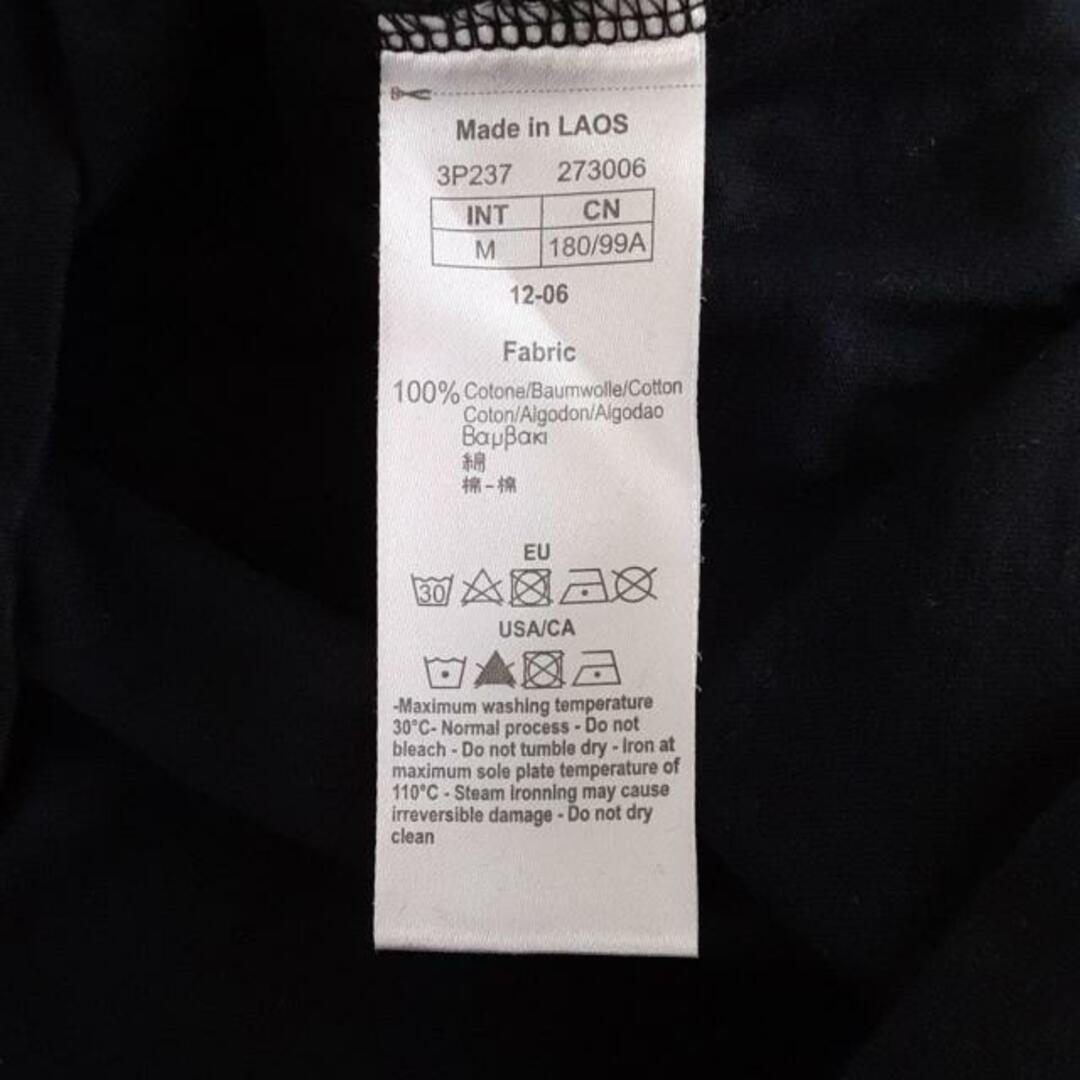 Made in LAOS
3P237 273006
INT CN
M 180/99A
12-06
Fabric
100% Cotone/Baumwolle/Cotton
Coton/Algodon/Algodao
Βαμβακι
綿
棉-棉
EU
30
USA/CA
-Maximum washing temperature
30°C- Normal process - Do not
bleach - Do not tumble dry - Iron at
maximum sole plate temperature of
110°C - Steam ironning may cause
irreversible damage - Do not dry
clean